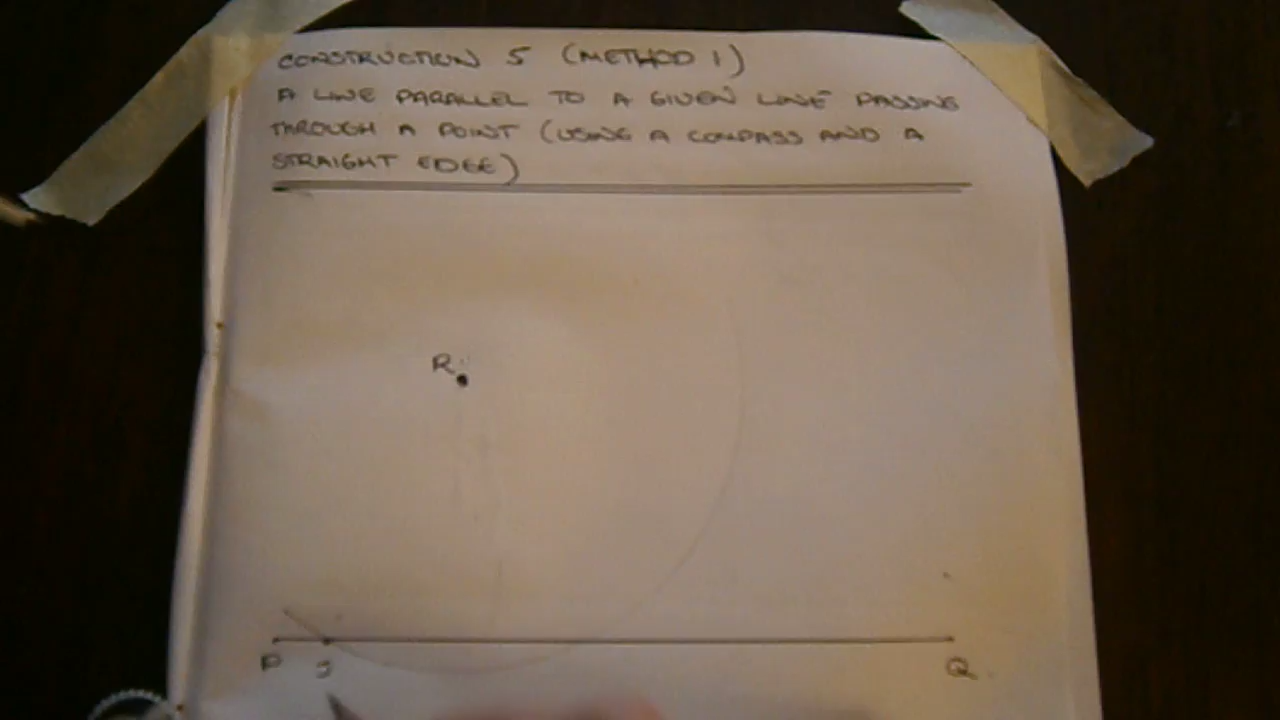 CONSTRUCTION 5 (METHOD 1)
A LINE PARALLEL TO A GIVEN LINE PASSING
THROUGH A POINT (USING A COMPASS AND A
STRAIGHT EDGE)
R
P J Q